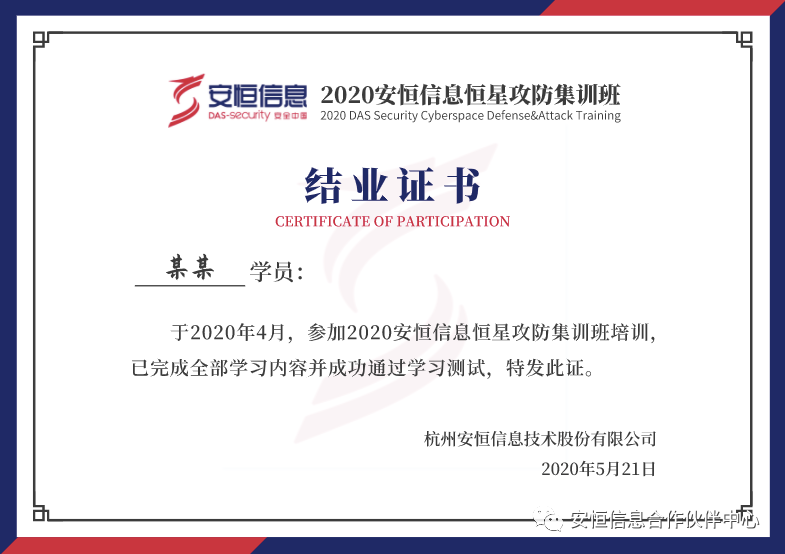 安恒信息 2020安恒信息恒星攻防集训班
DAS-security 安全中国 2020 DAS Security Cyberspace Defense&Attack Training
结业证书
CERTIFICATE OF PARTICIPATION
某某 学员：
于2020年4月，参加2020安恒信息恒星攻防集训班培训，
已完成全部学习内容并成功通过学习测试，特发此证。
杭州安恒信息技术股份有限公司
2020年5月21日
安恒信息合作伙伴中心